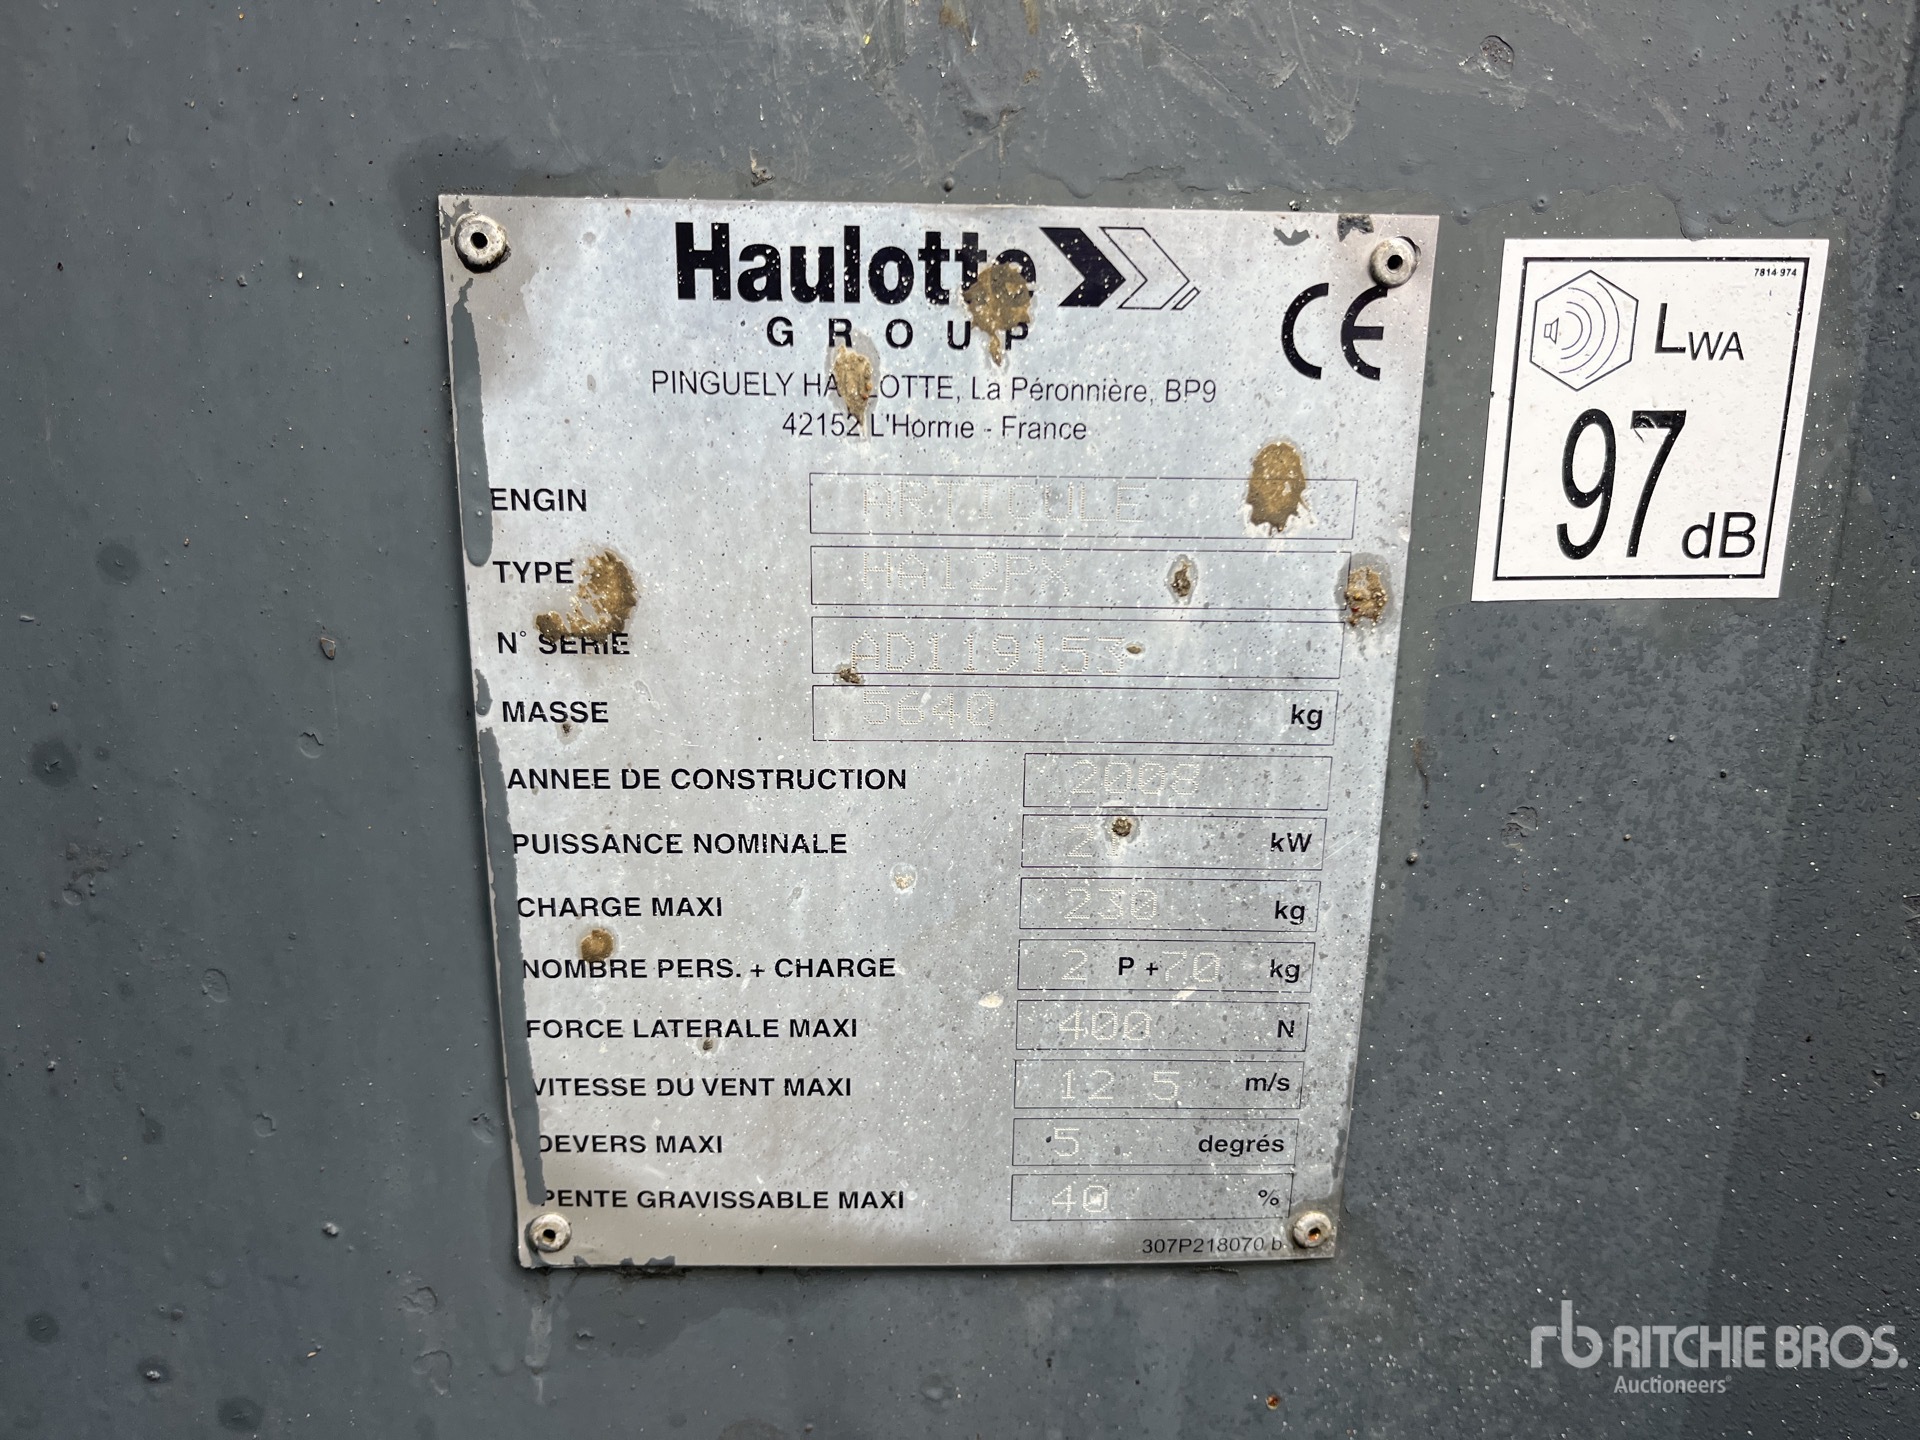 Haulotte
GROUP
CE
PINGUELY HAULOTTE, La Péronnière, BP9
42152 L'Horme - France
ENGIN ARTICULE
TYPE HA12PX
N° SERIE AD119153
MASSE kg
ANNEE DE CONSTRUCTION 2008
PUISSANCE NOMINALE kW
CHARGE MAXI 230 kg
NOMBRE PERS. + CHARGE 2 P + 70 kg
FORCE LATERALE MAXI 400 N
VITESSE DU VENT MAXI 12 5 m/s
DEVERS MAXI 5 degrés
PENTE GRAVISSABLE MAXI 40 %
307P218070 b
7814 974
LWA
97 dB
rb RITCHIE BROS.
Auctioneers